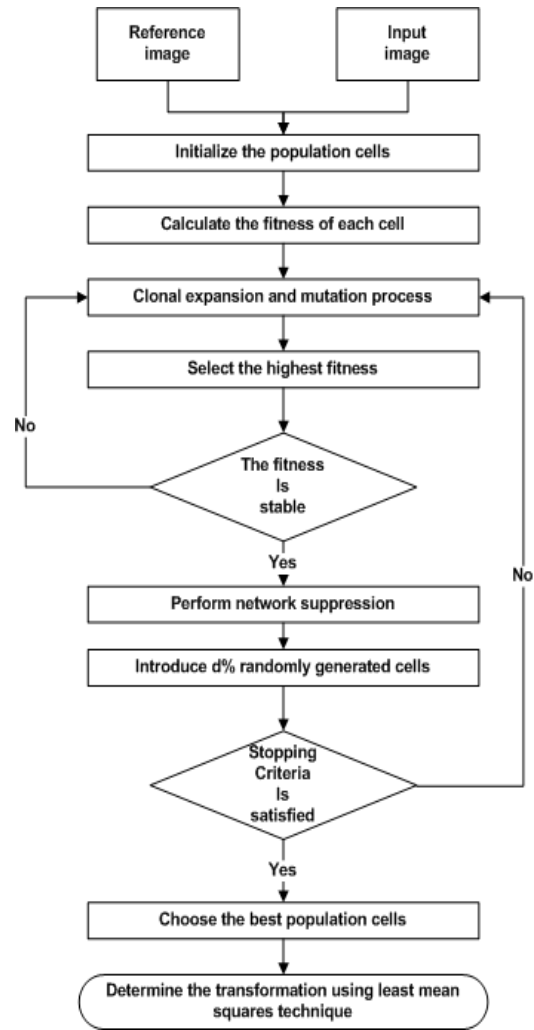 Reference
image
Input
image
Initialize the population cells
Calculate the fitness of each cell
Clonal expansion and mutation process
Select the highest fitness
No
The fitness
Is
stable
Yes
No
Perform network suppression
Introduce d% randomly generated cells
Stopping
Criteria
Is
satisfied
Yes
Choose the best population cells
Determine the transformation using least mean
squares technique